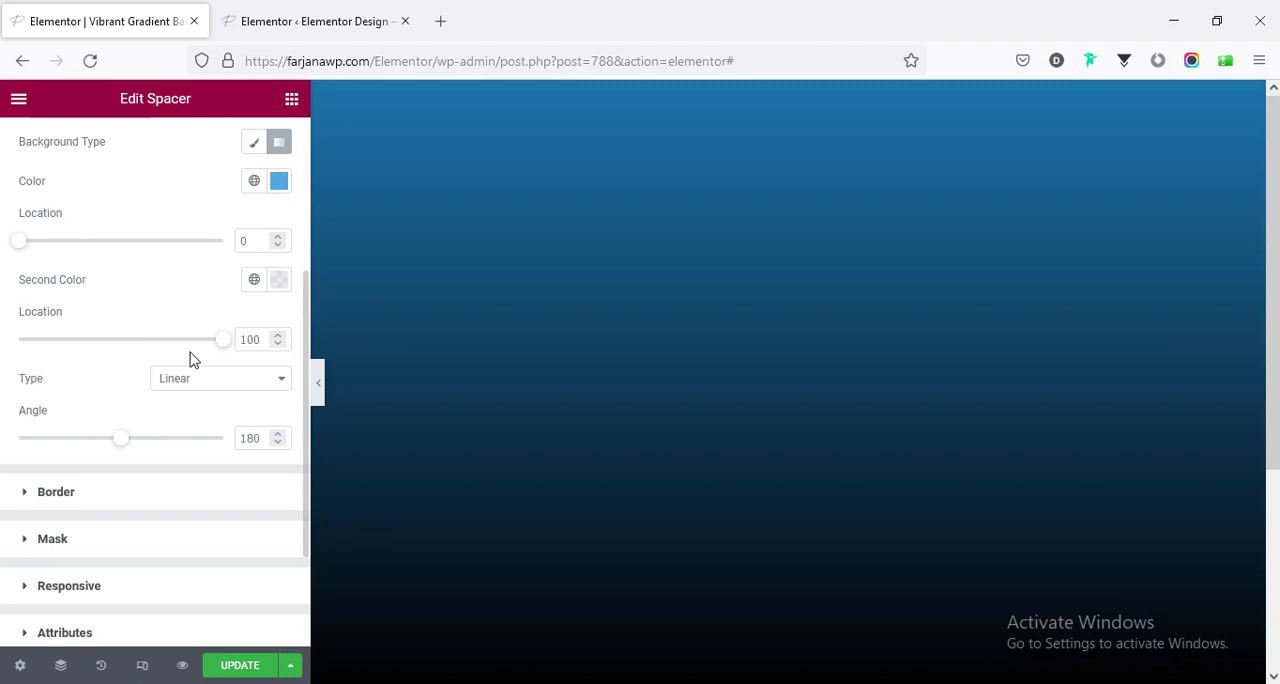 Elementor | Vibrant Gradient Ba
Elementor ‹ Elementor Design –
https://farjanawp.com/Elementor/wp-admin/post.php?post=788&action=elementor#
D
Edit Spacer
Background Type
Color
Location
0
Second Color
Location
100
Type
Linear
Angle
180
Border
Mask
Responsive
Attributes
UPDATE
Activate Windows
Go to Settings to activate Windows.